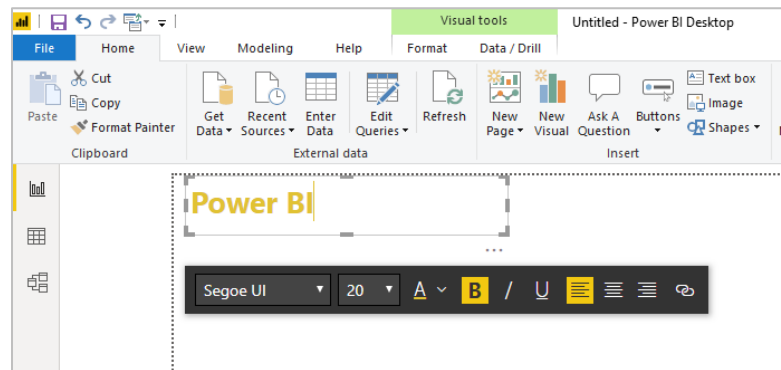 Visual tools Untitled - Power BI Desktop
File Home View Modeling Help Format Data / Drill
Paste Cut Copy Format Painter
Get Data Recent Sources Enter Data Edit Queries Refresh
New Page New Visual Ask A Question Buttons Text box Image Shapes
Clipboard External data Insert
Power BI
Segoe UI 20 A B I U